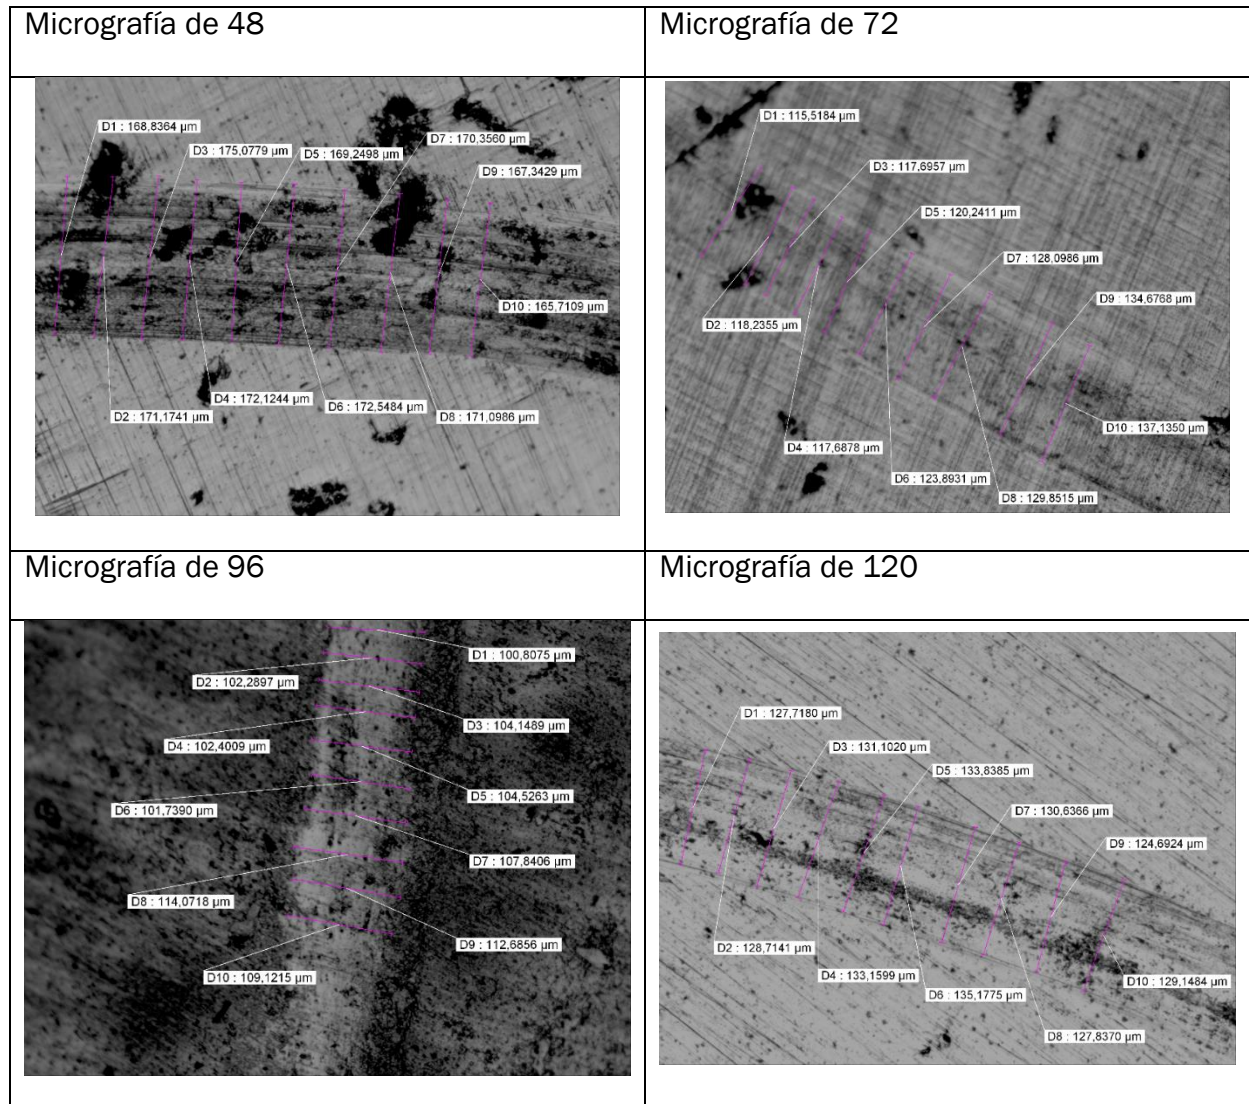 Micrografía de 48
D1 : 168,8364 µm
D3 : 175,0779 µm
D5 : 169,2498 µm
D7 : 170,3560 µm
D9 : 167,3429 µm
D10 : 165,7109 µm
D2 : 171,1741 µm
D4 : 172,1244 µm
D6 : 172,5484 µm
D8 : 171,0986 µm
Micrografía de 72
D1 : 115,5184 µm
D3 : 117,6957 µm
D5 : 120,2411 µm
D7 : 128,0986 µm
D9 : 134,6768 µm
D2 : 118,2355 µm
D10 : 137,1350 µm
D4 : 117,6878 µm
D6 : 123,8931 µm
D8 : 129,8515 µm
Micrografía de 96
D1 : 100,8075 µm
D2 : 102,2897 µm
D3 : 104,1489 µm
D4 : 102,4009 µm
D5 : 104,5263 µm
D6 : 101,7390 µm
D7 : 107,8406 µm
D8 : 114,0718 µm
D9 : 112,6856 µm
D10 : 109,1215 µm
Micrografía de 120
D1 : 127,7180 µm
D3 : 131,1020 µm
D5 : 133,8385 µm
D7 : 130,6366 µm
D9 : 124,6924 µm
D2 : 128,7141 µm
D4 : 133,1599 µm
D10 : 129,1484 µm
D6 : 135,1775 µm
D8 : 127,8370 µm